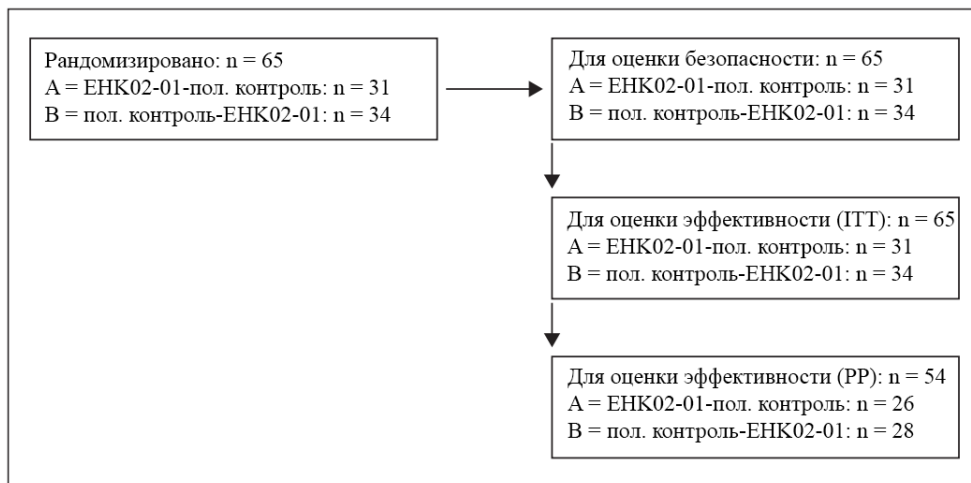 Рандомизировано: n = 65
A = EHK02-01-пол. контроль: n = 31
B = пол. контроль-EHK02-01: n = 34
Для оценки безопасности: n = 65
A = EHK02-01-пол. контроль: n = 31
B = пол. контроль-EHK02-01: n = 34
Для оценки эффективности (ITT): n = 65
A = EHK02-01-пол. контроль: n = 31
B = пол. контроль-EHK02-01: n = 34
Для оценки эффективности (PP): n = 54
A = EHK02-01-пол. контроль: n = 26
B = пол. контроль-EHK02-01: n = 28